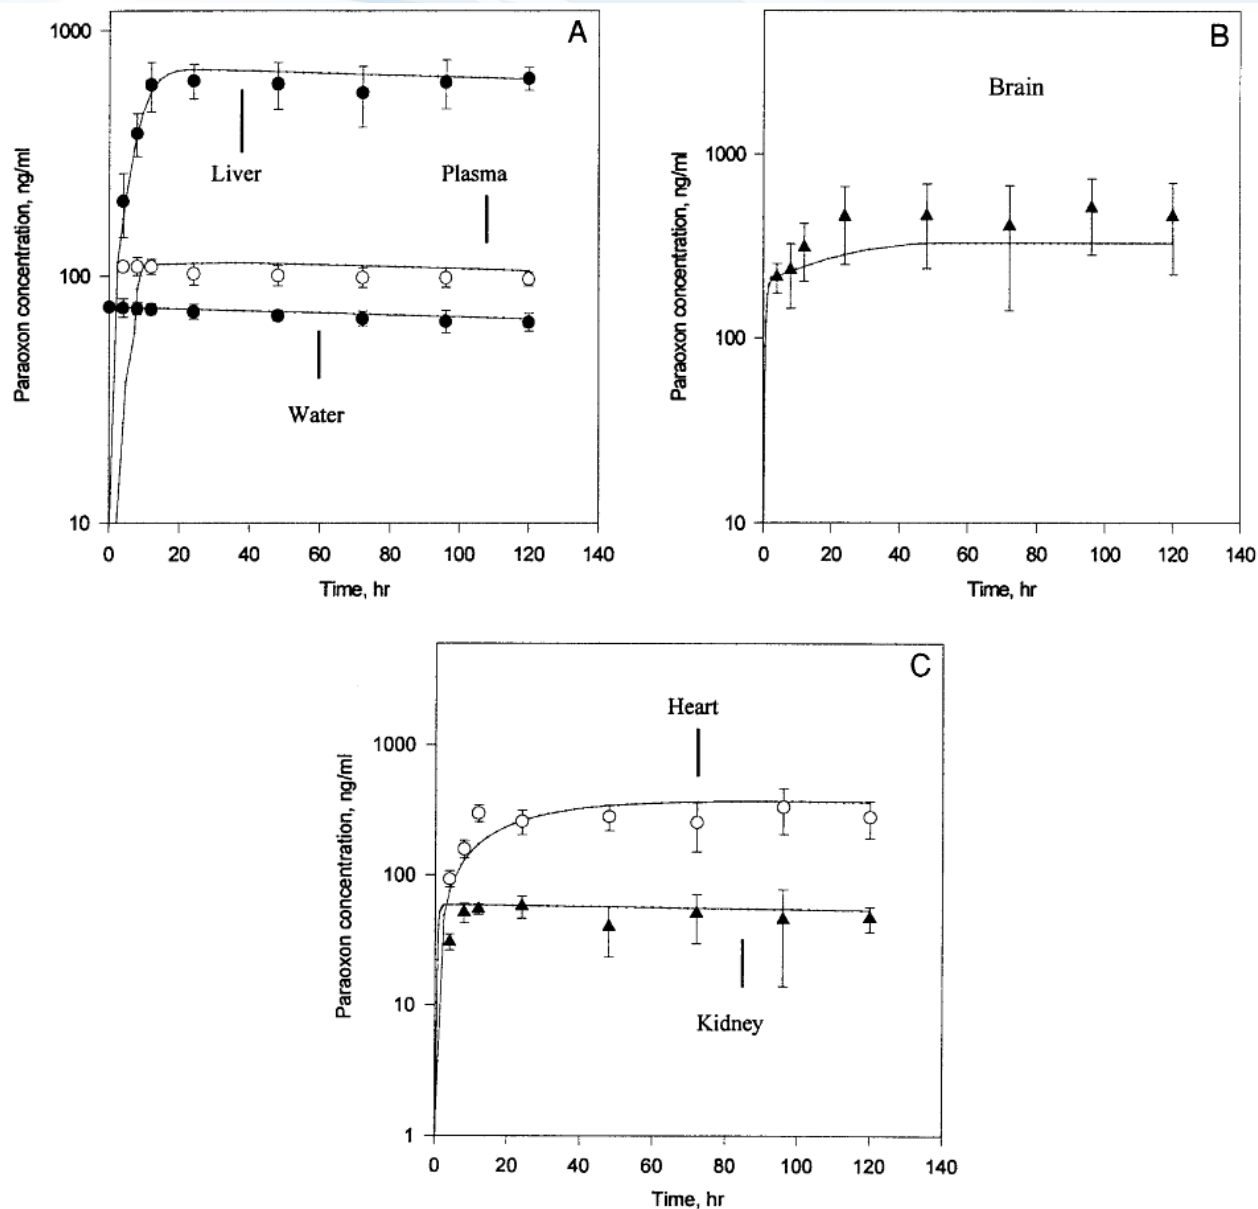 A
1000
100
10
Paraoxon concentration, ng/ml
Liver
Plasma
Water
0 20 40 60 80 100 120 140
Time, hr
B
Brain
1000
100
10
Paraoxon concentration, ng/ml
0 20 40 60 80 100 120 140
Time, hr
C
Heart
1000
100
10
1
Paraoxon concentration, ng/ml
Kidney
0 20 40 60 80 100 120 140
Time, hr